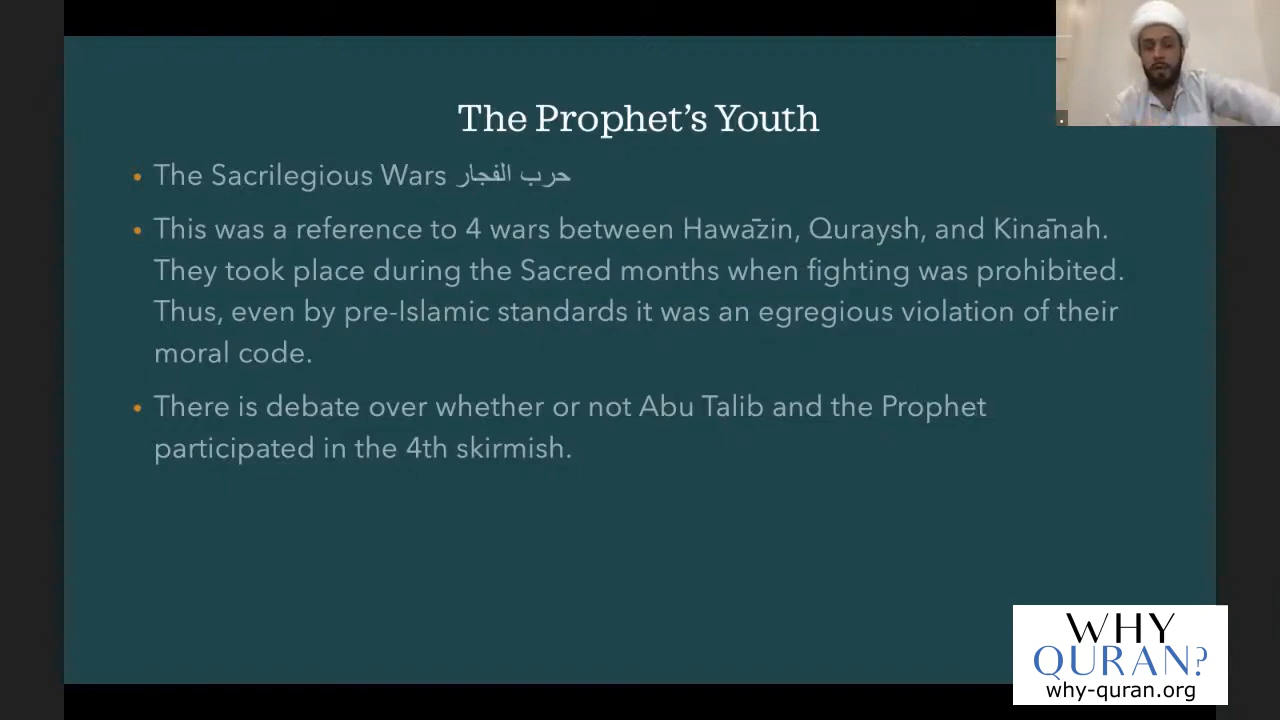 The Prophet’s Youth
• The Sacrilegious Wars حرب الفجار
• This was a reference to 4 wars between Hawāzin, Quraysh, and Kinānah.
They took place during the Sacred months when fighting was prohibited.
Thus, even by pre-Islamic standards it was an egregious violation of their
moral code.
• There is debate over whether or not Abu Talib and the Prophet
participated in the 4th skirmish.
WHY
QURAN?
why-quran.org